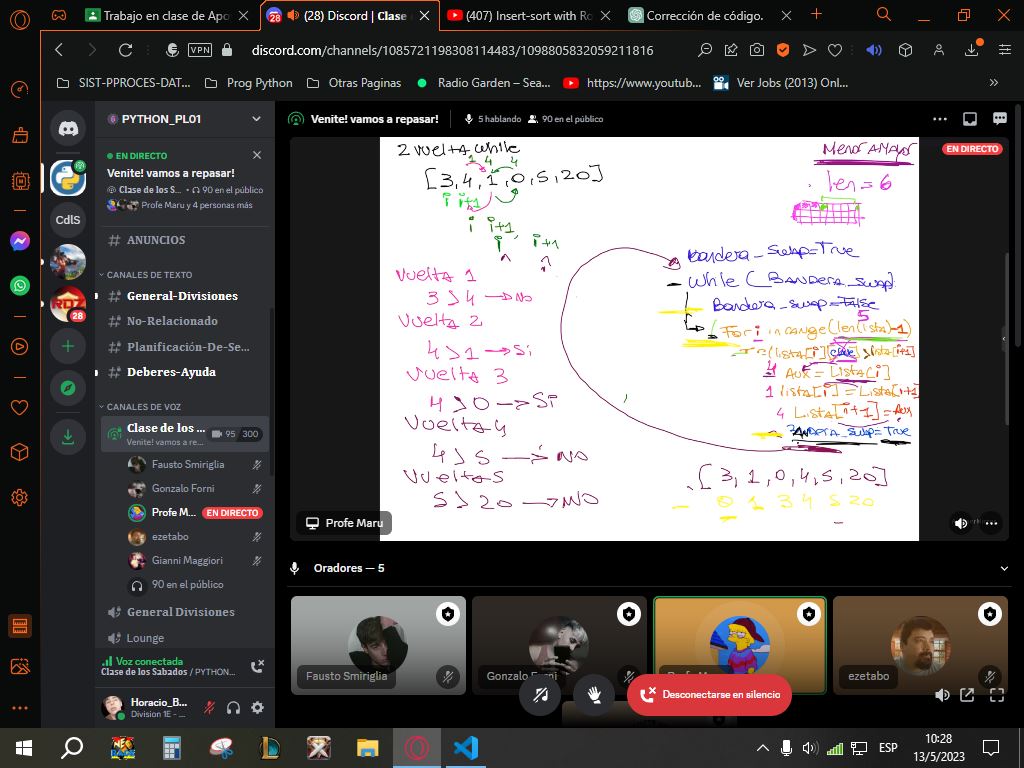 Trabajo en clase de Apo
(28) Discord | Clase
(407) Insert-sort with Ro
Corrección de código.
VPN
discord.com/channels/1085721198308114483/1098805832059211816
SIST-PPROCES-DAT...
Prog Python
Otras Paginas
Radio Garden – Sea...
https://www.youtub...
Ver Jobs (2013) Onl...
PYTHON_PL01
EN DIRECTO
Venite! vamos a repasar!
Clase de los S... • 90 en el público
Profe Maru y 4 personas más
ANUNCIOS
CANALES DE TEXTO
General-Divisiones
No-Relacionado
Planificación-De-Se...
Deberes-Ayuda
CANALES DE VOZ
Clase de los ...
95 300
Venite! vamos a re...
Fausto Smiriglia
Gonzalo Forni
Profe M... EN DIRECTO
ezetabo
Gianni Maggiori
90 en el público
General Divisiones
Lounge
Voz conectada
Clase de los Sabados / PYTHON...
Horacio_B...
Division 1E - ...
CdlS
28
Venite! vamos a repasar!
5 hablando
90 en el público
EN DIRECTO
2 vuelta while
1 4 4
[3,4,1,0,5,20]
i i+1
i i+1
i i+1
Vuelta 1
3 > 4 → No
Vuelta 2
4 > 1 → Si
Vuelta 3
4 > 0 → Si
Vuelta 4
4 > 5 → NO
Vuelta 5
5 > 20 → NO
Menor a Mayor
len = 6
Bandera_swap=True
While (Bandera_swap)
Bandera_swap=False
5
For i in range (len(lista)-1)
(lista[i] > lista[i+1]
4 Aux = Lista[i]
1 lista[i] = Lista[i+1]
4 Lista[i+1] = Aux
Bandera_swap=True
[3, 1, 0, 4, 5, 20]
0 1 3 4 5 20
Profe Maru
Oradores — 5
Fausto Smiriglia
Gonzalo Forni
ezetabo
Desconectarse en silencio
ESP
10:28
13/5/2023